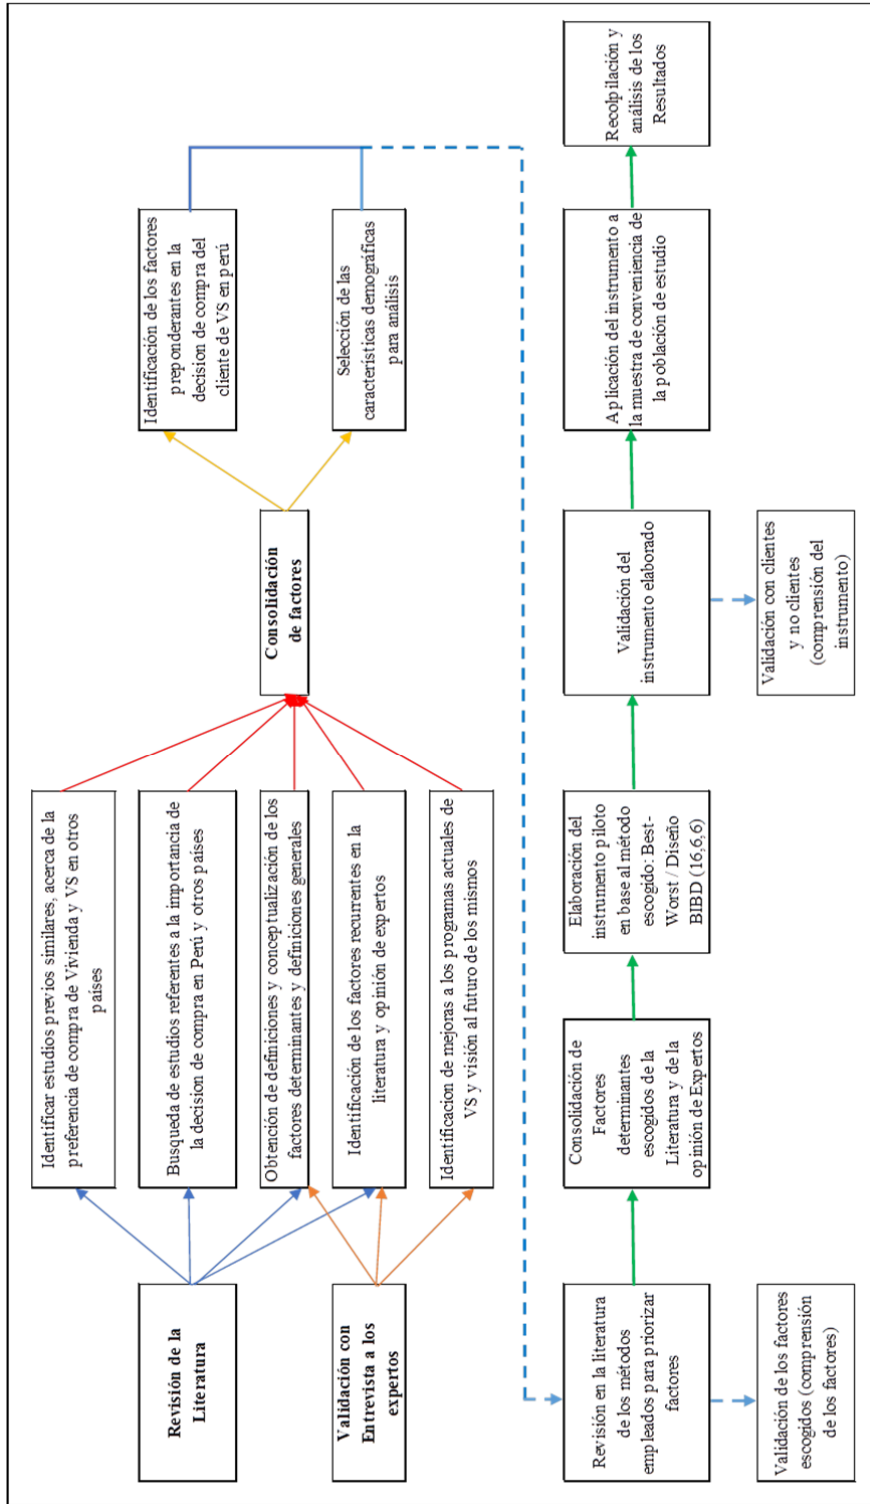 Revisión de la
Literatura
Validación con
Entrevista a los
expertos
Identificar estudios previos similares, acerca de la
preferencia de compra de Vivienda y VS en otros
países
Busqueda de estudios referentes a la importancia de
la decision de compra en Perú y otros países
Obtención de definiciones y conceptualización de los
factores determinantes y definiciones generales
Identificación de los factores recurrentes en la
literatura y opinión de expertos
Identificacion de mejoras a los programas actuales de
VS y visión al futuro de los mismos
Consolidación
de factores
Identificación de los factores
preponderantes en la
decision de compra del
cliente de VS en perú
Selección de las
características demográficas
para análisis
Revisión en la literatura
de los métodos
empleados para priorizar
factores
Validación de los factores
escogidos (comprensión
de los factores)
Consolidación de
Factores
determinantes
escogidos de la
Literatura y de la
opinión de Expertos
Elaboración del
instrumento piloto
en base al método
escogido: Best-
Worst / Diseño
BIBD (16,6,6)
Validación del
instrumento elaborado
Validación con clientes
y no clientes
(comprensión del
instrumento)
Aplicación del instrumento a
la muestra de conveniencia de
la población de estudio
Recolpilación y
análisis de los
Resultados